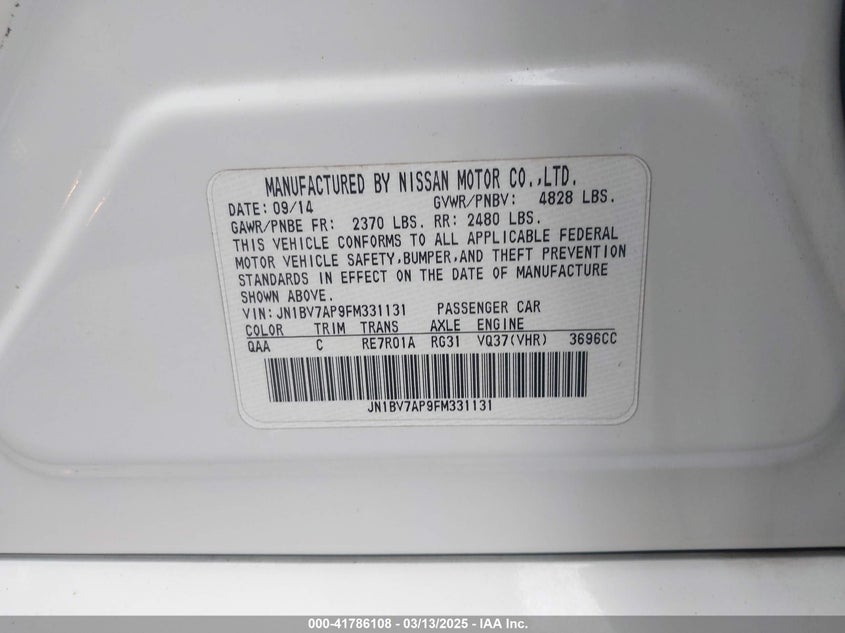 MANUFACTURED BY NISSAN MOTOR CO.,LTD.
DATE: 09/14 GVWR/PNBV: 4828 LBS.
GAWR/PNBE FR: 2370 LBS. RR: 2480 LBS.
THIS VEHICLE CONFORMS TO ALL APPLICABLE FEDERAL
MOTOR VEHICLE SAFETY,BUMPER,AND THEFT PREVENTION
STANDARDS IN EFFECT ON THE DATE OF MANUFACTURE
SHOWN ABOVE.
VIN:JN1BV7AP9FM331131 PASSENGER CAR
COLOR TRIM TRANS AXLE ENGINE
QAA C RE7R01A RG31 VQ37(VHR) 3696CC
JN1BV7AP9FM331131
000-41786108 - 03/13/2025 - IAA Inc.